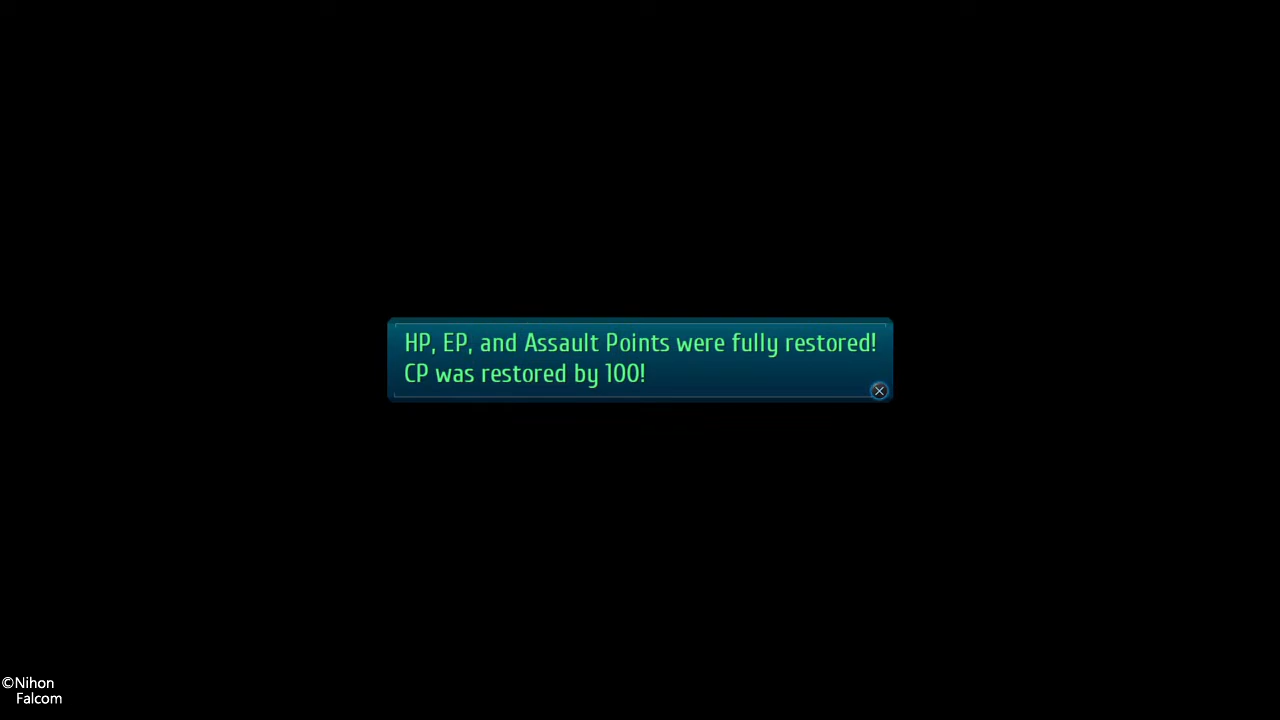 HP, EP, and Assault Points were fully restored!
CP was restored by 100!
©Nihon
Falcom